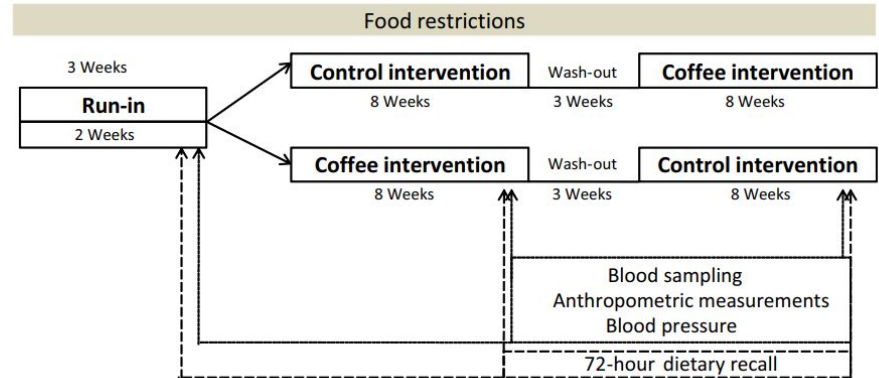 Food restrictions
3 Weeks
Run-in
2 Weeks
Control intervention
Wash-out
Coffee intervention
8 Weeks
3 Weeks
8 Weeks
Coffee intervention
Wash-out
Control intervention
8 Weeks
3 Weeks
8 Weeks
Blood sampling
Anthropometric measurements
Blood pressure
72-hour dietary recall